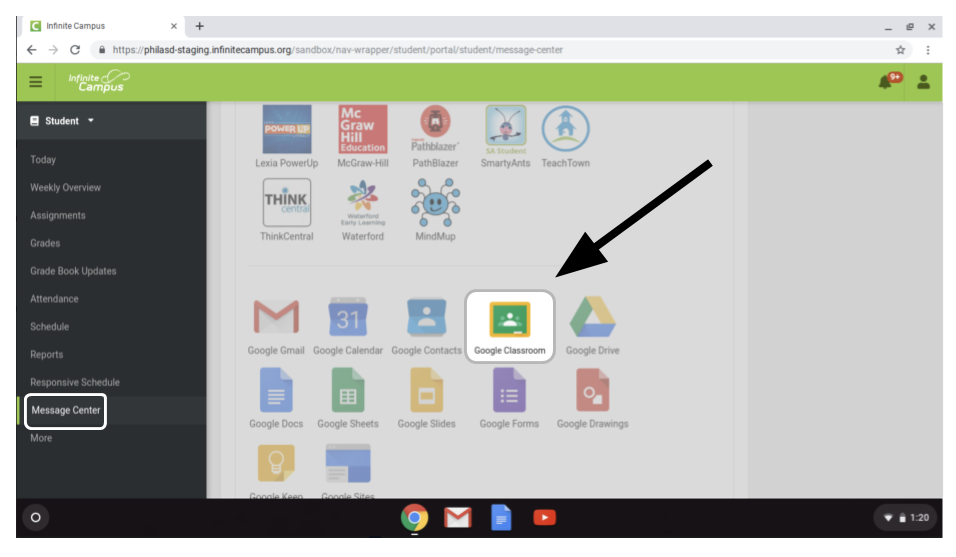 Infinite Campus
https://philasd-staging.infinitecampus.org/sandbox/nav-wrapper/student/portal/student/message-center
Infinite
Campus
9+
Student
Today
Weekly Overview
Assignments
Grades
Grade Book Updates
Attendance
Schedule
Reports
Responsive Schedule
Message Center
More
POWER UP
Mc
Graw
Hill
Education
Pathblazer
SA Student
Lexia PowerUp McGraw-Hill PathBlazer SmartyAnts TeachTown
THINK
central
Waterford
Early Learning
ThinkCentral Waterford MindMup
31
Google Gmail Google Calendar Google Contacts Google Classroom Google Drive
Google Docs Google Sheets Google Slides Google Forms Google Drawings
Google Keep Google Sites
1:20